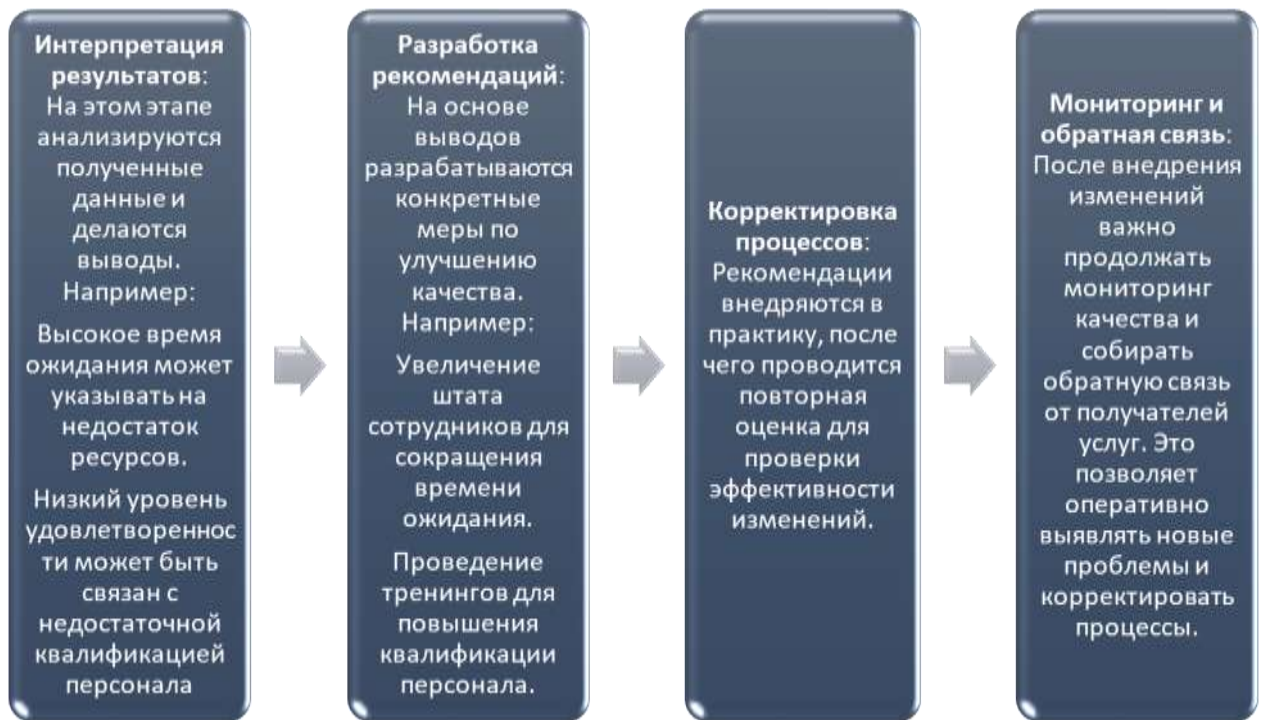 Интерпретация
результатов:
На этом этапе
анализируются
полученные
данные и
делаются
выводы.
Например:
Высокое время
ожидания может
указывать на
недостаток
ресурсов.
Низкий уровень
удовлетвореннос
ти может быть
связан с
недостаточной
квалификацией
персонала
Разработка
рекомендаций:
На основе
выводов
разрабатываются
конкретные
меры по
улучшению
качества.
Например:
Увеличение
штата
сотрудников для
сокращения
времени
ожидания.
Проведение
тренингов для
повышения
квалификации
персонала.
Корректировка
процессов:
Рекомендации
внедряются в
практику, после
чего проводится
повторная
оценка для
проверки
эффективности
изменений.
Мониторинг и
обратная связь:
После внедрения
изменений
важно
продолжать
мониторинг
качества и
собирать
обратную связь
от получателей
услуг. Это
позволяет
оперативно
выявлять новые
проблемы и
корректировать
процессы.